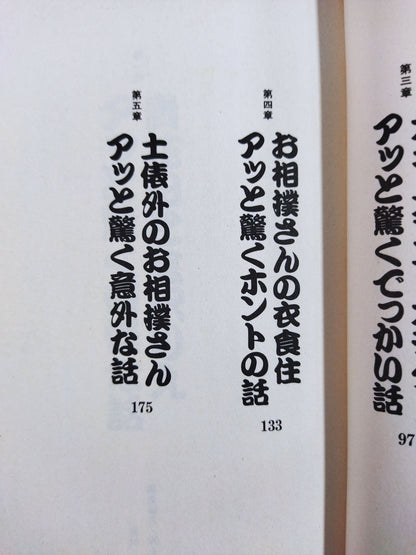 第三章
アッと驚くでっかい話
97
第四章
お相撲さんの衣食住
アッと驚くホントの話
133
第五章
土俵外のお相撲さん
アッと驚く意外な話
175